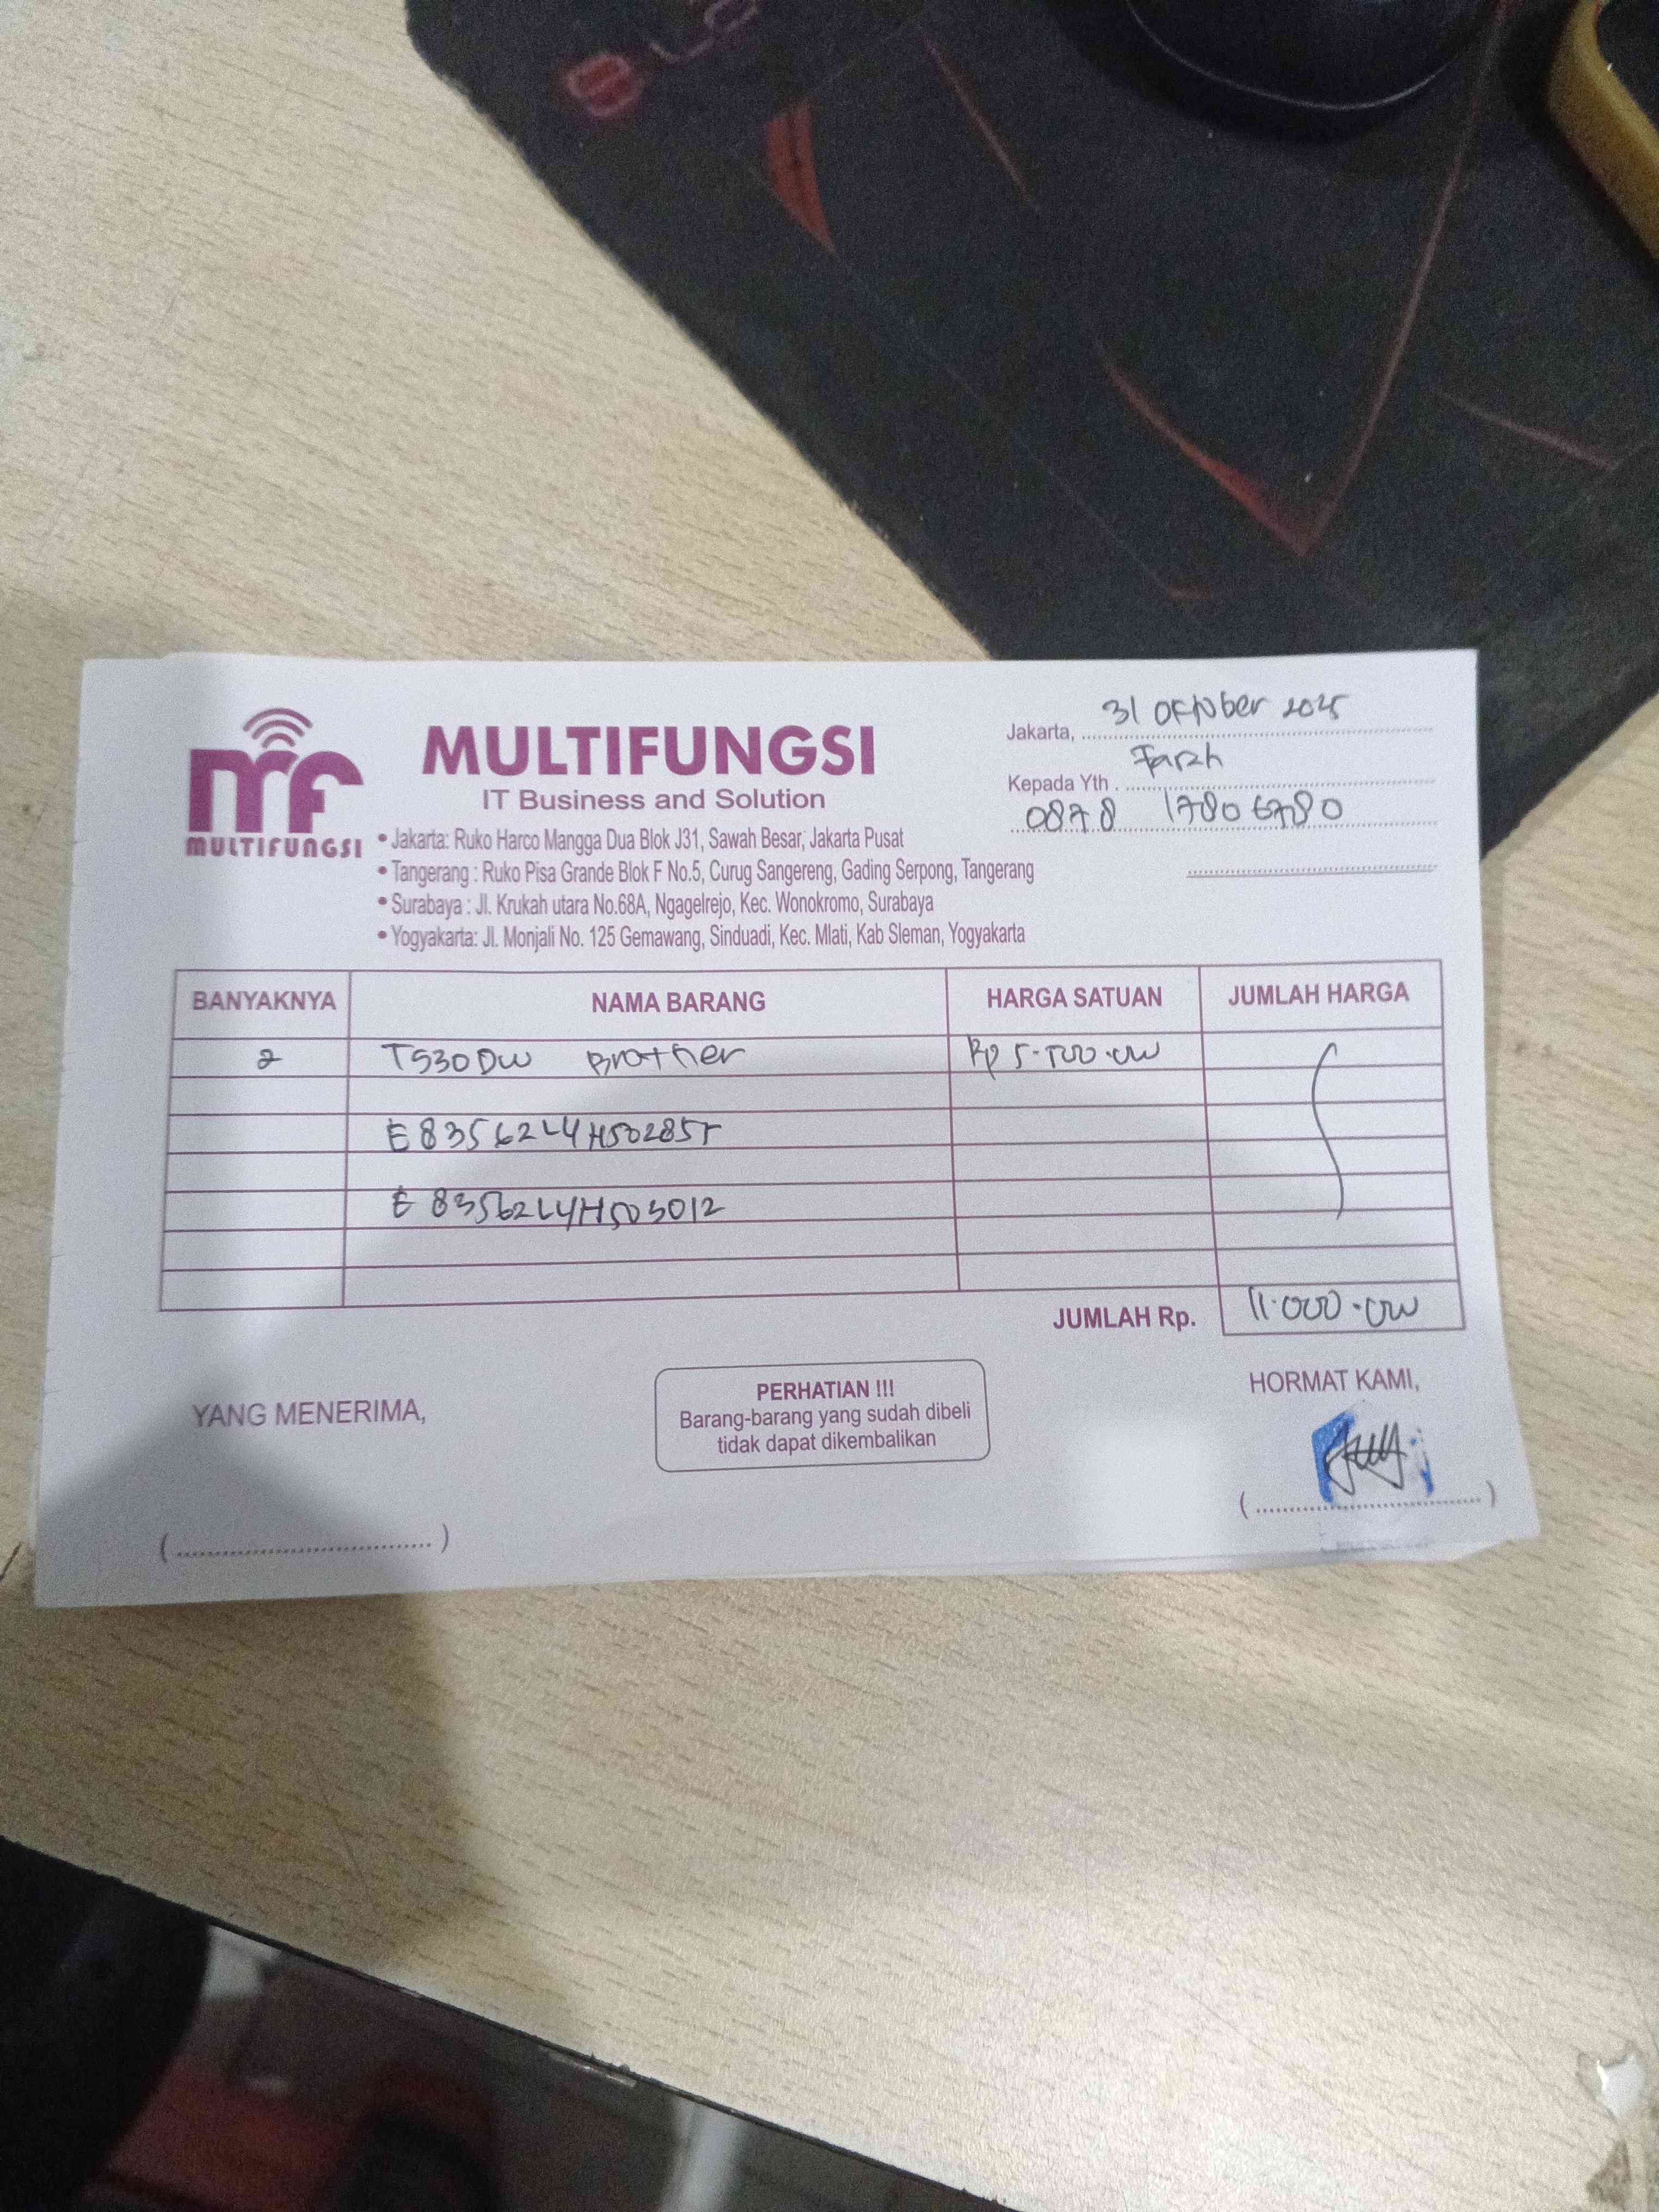 mf
MULTIFUNGSI
MULTIFUNGSI
IT Business and Solution
• Jakarta: Ruko Harco Mangga Dua Blok J31, Sawah Besar, Jakarta Pusat
• Tangerang : Ruko Pisa Grande Blok F No.5, Curug Sangereng, Gading Serpong, Tangerang
• Surabaya : Jl. Krukah utara No.68A, Ngagelrejo, Kec. Wonokromo, Surabaya
• Yogyakarta: Jl. Monjali No. 125 Gemawang, Sinduadi, Kec. Mlati, Kab Sleman, Yogyakarta
Jakarta, 31 Oktober 2025
Kepada Yth . Farah
0878 17806780
BANYAKNYA NAMA BARANG HARGA SATUAN JUMLAH HARGA
2 T530DW Brother Rp 5.500.000
E83562L4H502855
E83562L4H503012
JUMLAH Rp. 11.000.000
YANG MENERIMA,
PERHATIAN !!!
Barang-barang yang sudah dibeli
tidak dapat dikembalikan
HORMAT KAMI,